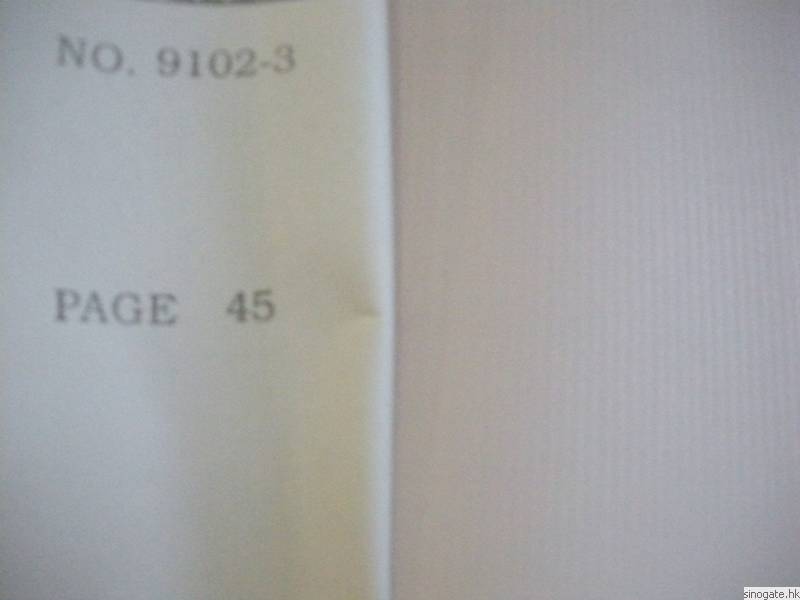 NO. 9102-3
PAGE 45
sinogate.hk